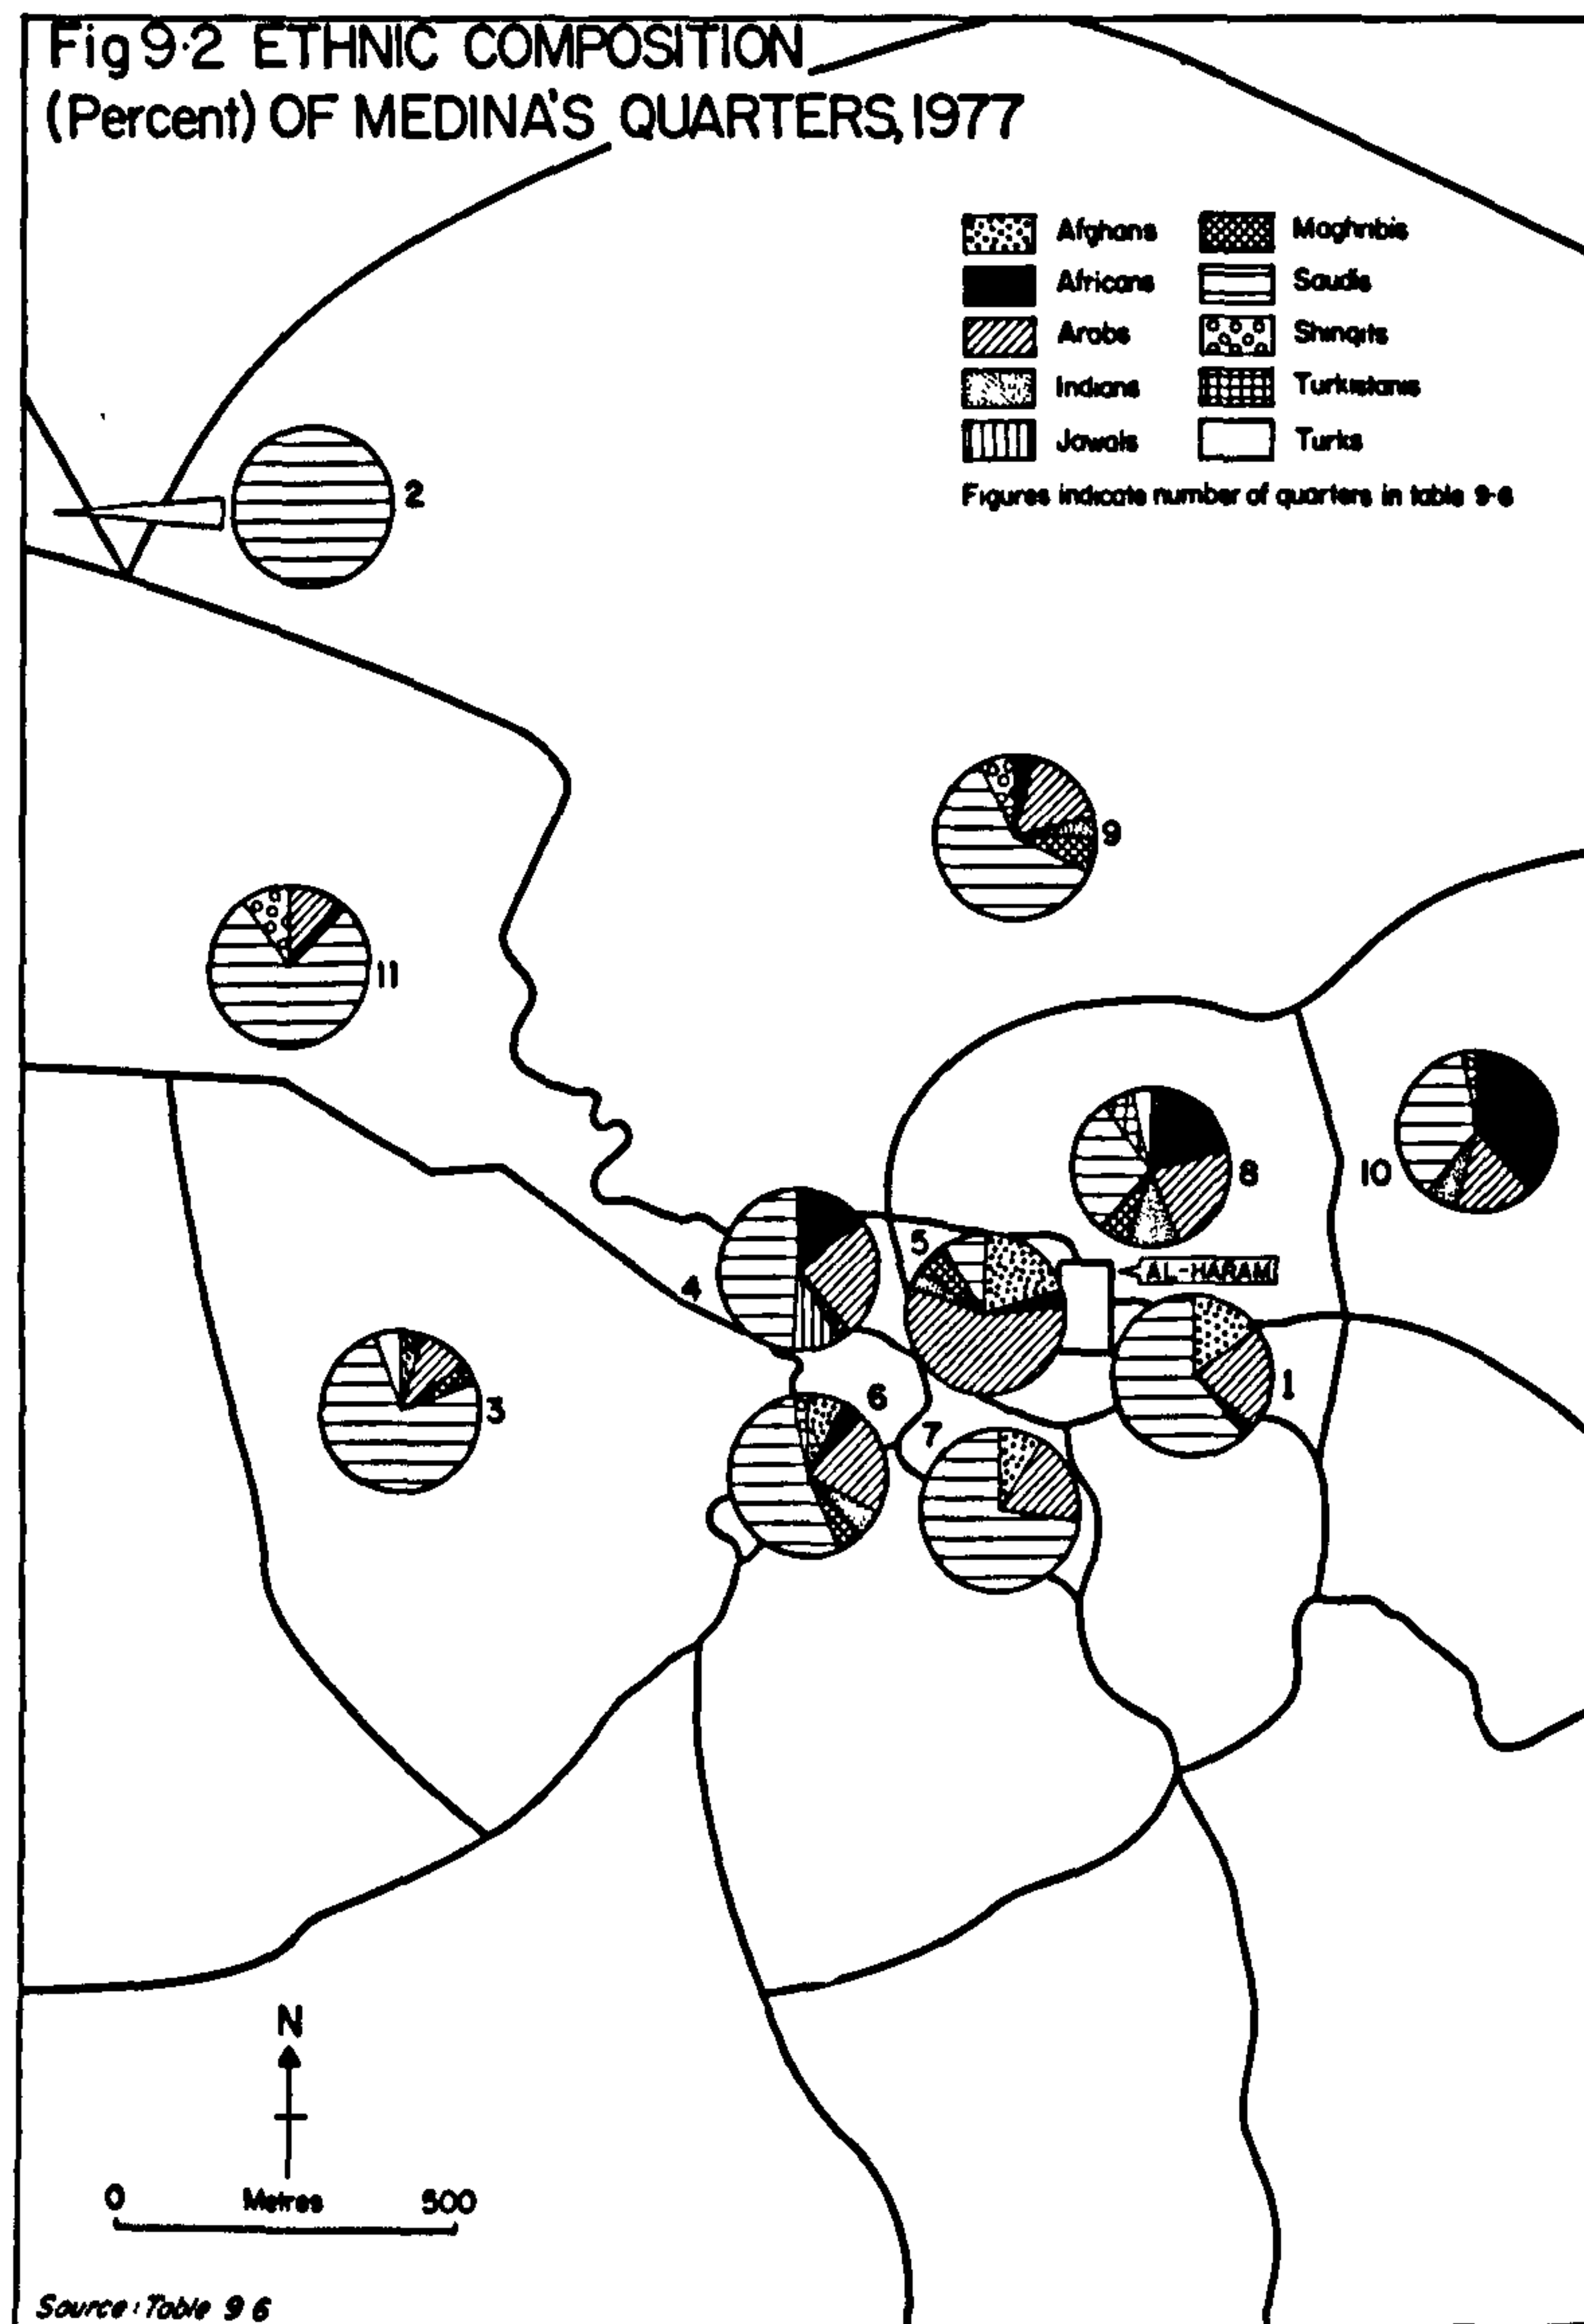 Fig 9·2 ETHNIC COMPOSITION
(Percent) OF MEDINA'S QUARTERS, 1977
Afghans
Africans
Arabs
Indians
Jawais
Maghribis
Saudis
Shinqits
Turkistanis
Turks
Figures indicate number of quarters in table 9·6
2
9
11
10
8
5
AL-HARAM
4
1
3
6
7
N
0 Metres 500
Source: Table 9 6